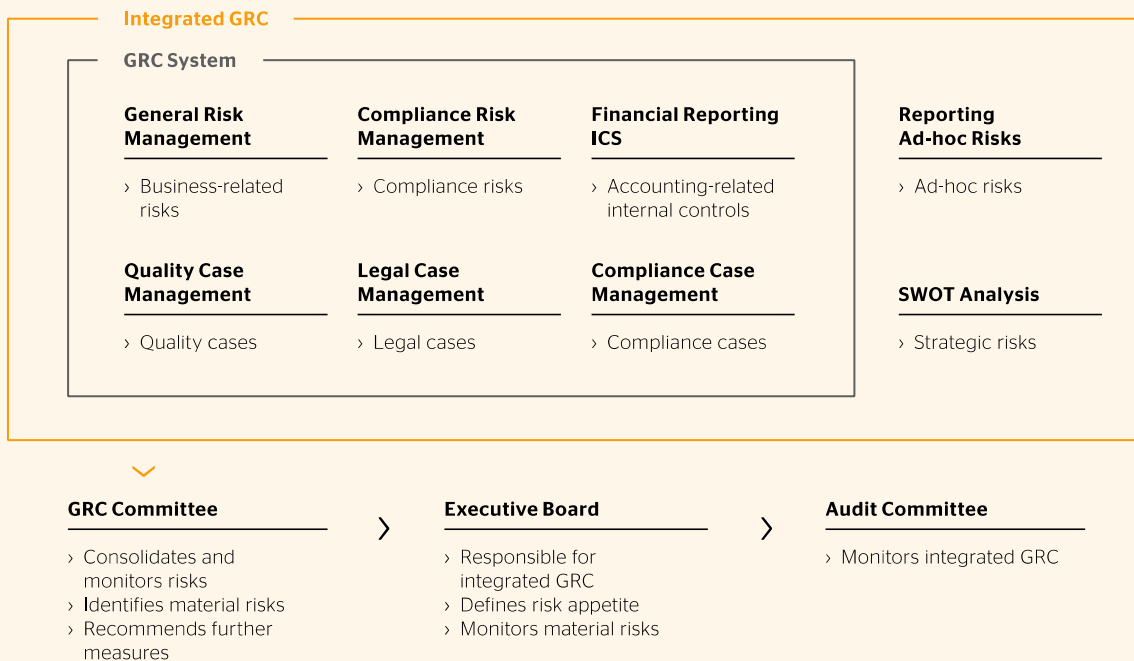 Integrated GRC
GRC System
General Risk
Management
› Business-related
risks
Compliance Risk
Management
› Compliance risks
Financial Reporting
ICS
› Accounting-related
internal controls
Reporting
Ad-hoc Risks
› Ad-hoc risks
Quality Case
Management
› Quality cases
Legal Case
Management
› Legal cases
Compliance Case
Management
› Compliance cases
SWOT Analysis
› Strategic risks
GRC Committee
› Consolidates and
monitors risks
› Identifies material risks
› Recommends further
measures
Executive Board
› Responsible for
integrated GRC
› Defines risk appetite
› Monitors material risks
Audit Committee
› Monitors integrated GRC